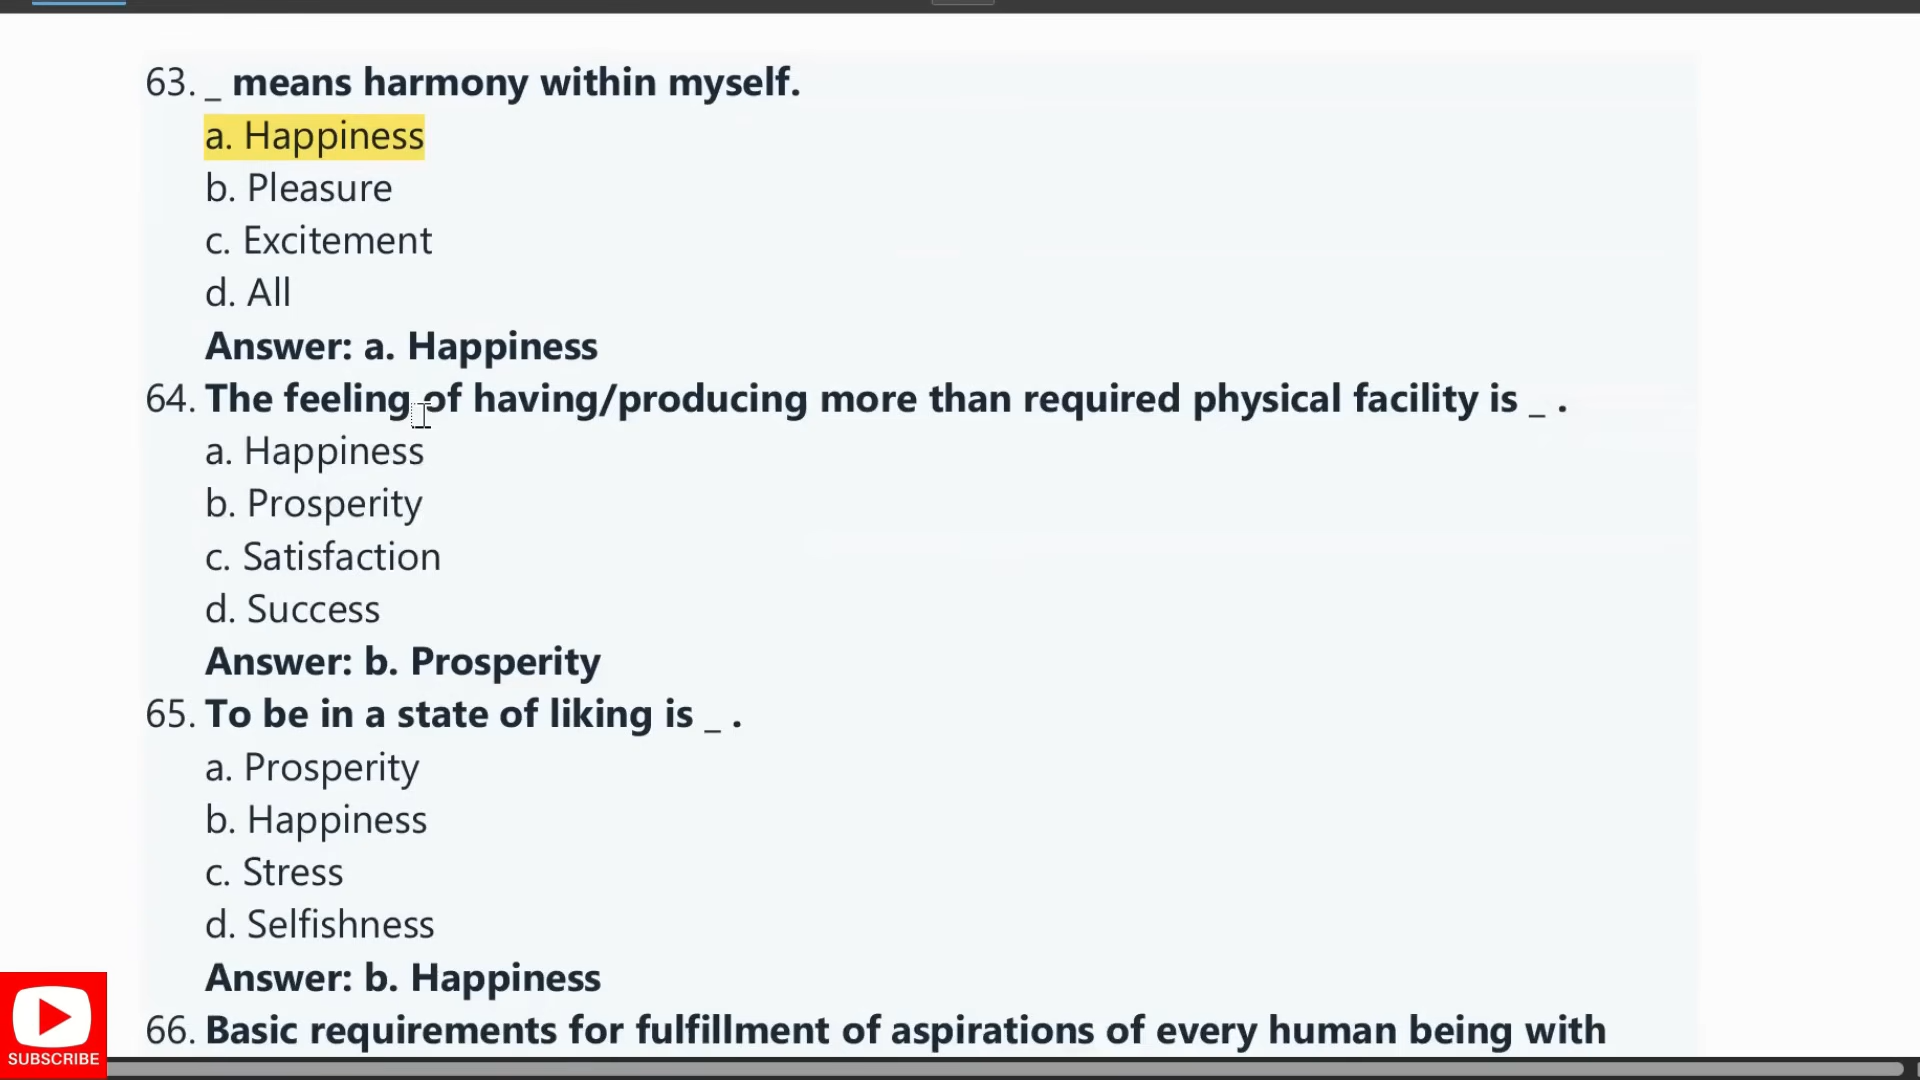 63. _ means harmony within myself.
a. Happiness
b. Pleasure
c. Excitement
d. All
Answer: a. Happiness
64. The feeling of having/producing more than required physical facility is _ .
a. Happiness
b. Prosperity
c. Satisfaction
d. Success
Answer: b. Prosperity
65. To be in a state of liking is _ .
a. Prosperity
b. Happiness
c. Stress
d. Selfishness
Answer: b. Happiness
66. Basic requirements for fulfillment of aspirations of every human being with
SUBSCRIBE